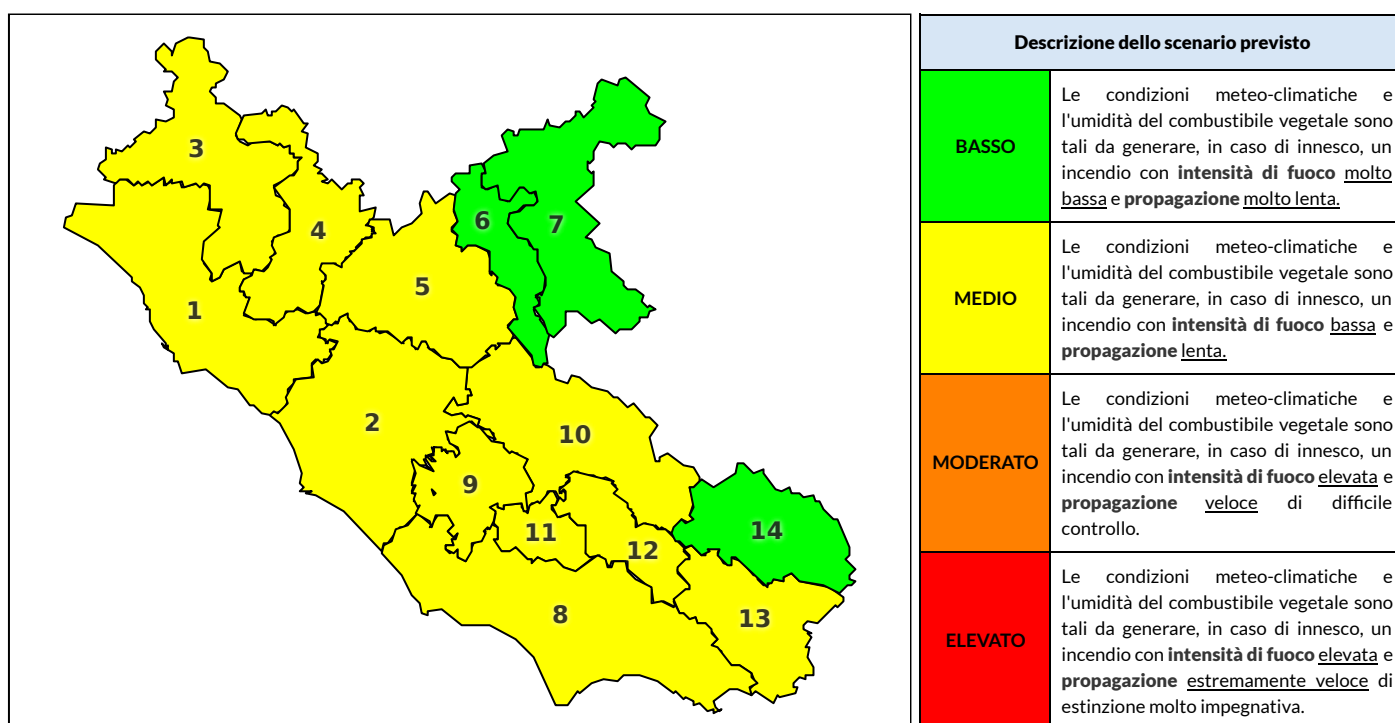 3
4
6
7
5
1
2
10
9
14
11
12
8
13
Descrizione dello scenario previsto
BASSO
Le condizioni meteo-climatiche e
l'umidità del combustibile vegetale sono
tali da generare, in caso di innesco, un
incendio con intensità di fuoco molto
bassa e propagazione molto lenta.
MEDIO
Le condizioni meteo-climatiche e
l'umidità del combustibile vegetale sono
tali da generare, in caso di innesco, un
incendio con intensità di fuoco bassa e
propagazione lenta.
MODERATO
Le condizioni meteo-climatiche e
l'umidità del combustibile vegetale sono
tali da generare, in caso di innesco, un
incendio con intensità di fuoco elevata e
propagazione veloce di difficile
controllo.
ELEVATO
Le condizioni meteo-climatiche e
l'umidità del combustibile vegetale sono
tali da generare, in caso di innesco, un
incendio con intensità di fuoco elevata e
propagazione estremamente veloce di
estinzione molto impegnativa.